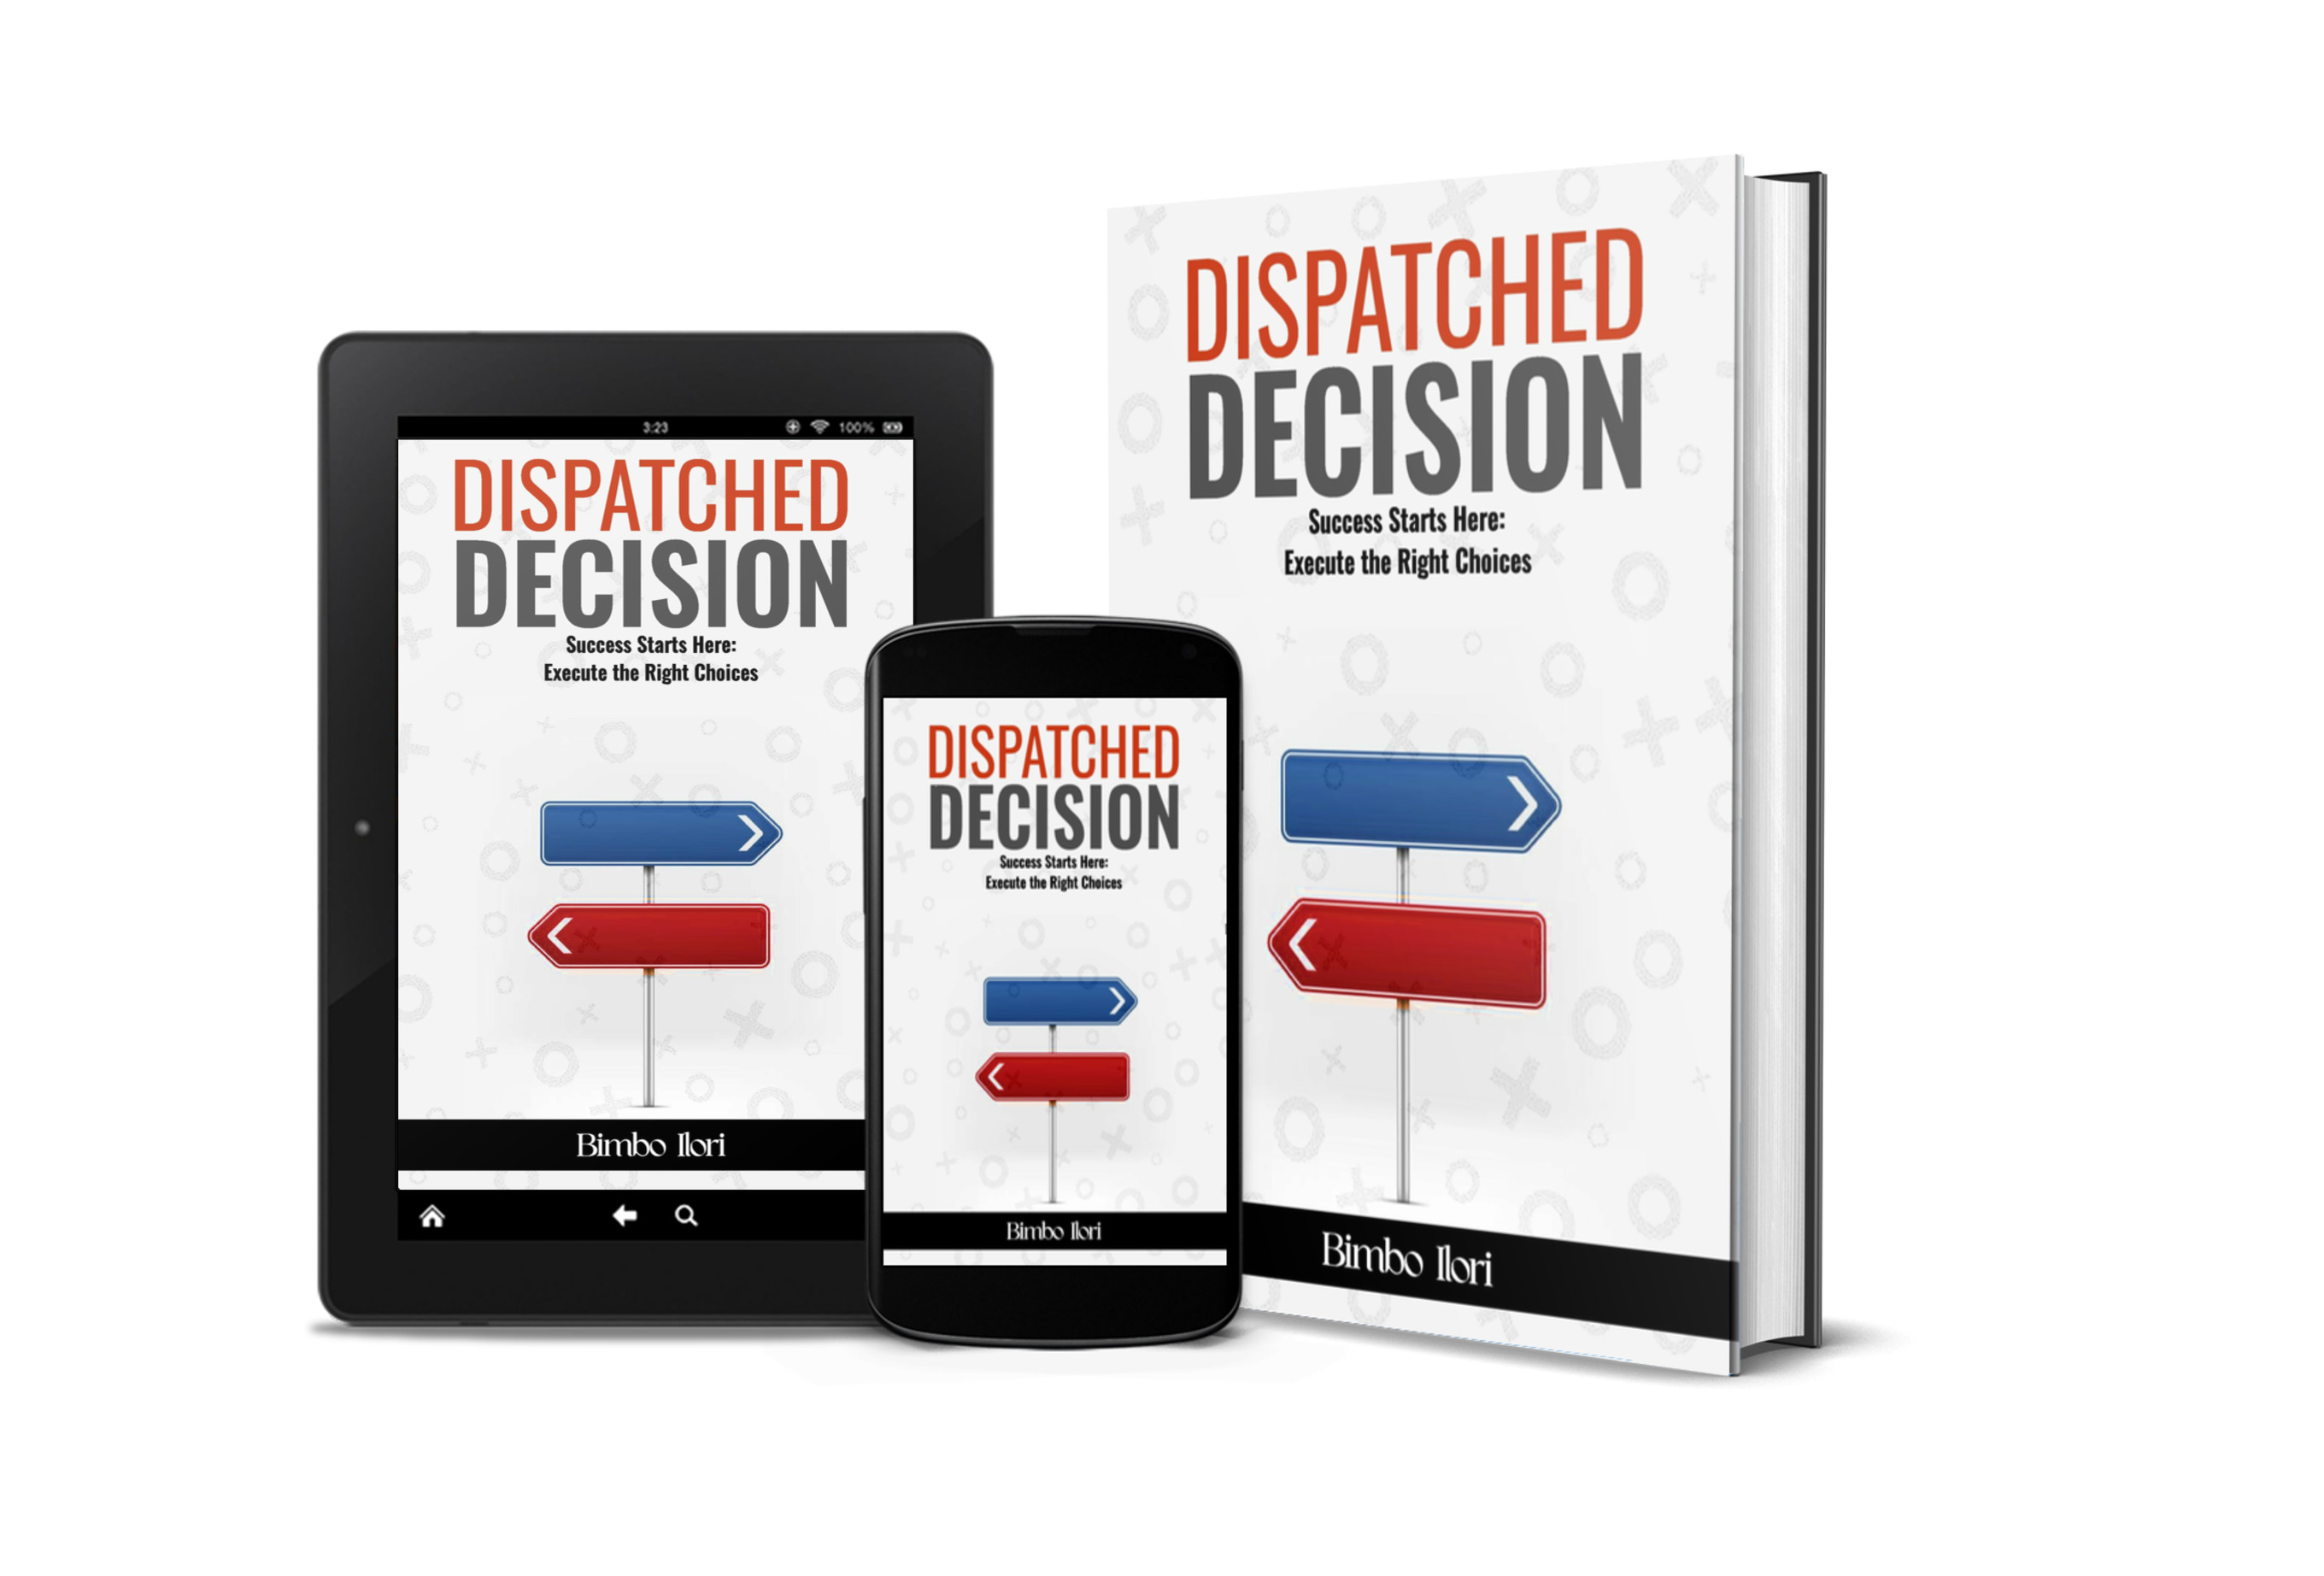 3:23
100%
DISPATCHED
DECISION
Success Starts Here:
Execute the Right Choices
Bimbo Ilori
DISPATCHED
DECISION
Success Starts Here:
Execute the Right Choices
Bimbo Ilori
DISPATCHED
DECISION
Success Starts Here:
Execute the Right Choices
Bimbo Ilori